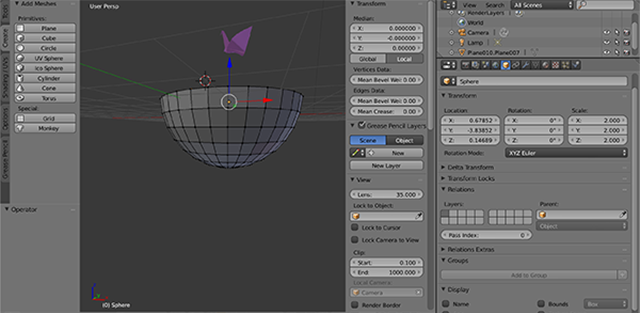 Tools
Create
Shading / UVs
Options
Grease Pencil
Add Meshes
Primitives:
Plane
Cube
Circle
UV Sphere
Ico Sphere
Cylinder
Cone
Torus
Special:
Grid
Monkey
Operator
User Persp
(0) Sphere
Transform
Median:
X: 0.000000
Y: -0.000000
Z: 0.00000
Global Local
Vertices Data:
Mean Bevel Wei: 0.00
Edges Data:
Mean Bevel Wei: 0.00
Mean Crease: 0.00
Grease Pencil Layers
Scene Object
New
New Layer
View
Lens: 35.000
Lock to Object:
Lock to Cursor
Lock Camera to View
Clip:
Start: 0.100
End: 1000.000
Local Camera:
Camera
Render Border
View Search All Scenes
RenderLayers
World
Camera
Lamp
Plane010.Plane007
Sphere
Transform
Location: Rotation: Scale:
X: 0.67852 X: 0° X: 2.000
Y: -3.83852 Y: 0° Y: 2.000
Z: 0.14689 Z: 0° Z: 2.000
Rotation Mode: XYZ Euler
Delta Transform
Transform Locks
Relations
Layers: Parent:
Object
Pass Index: 0
Relations Extras
Groups
Add to Group
Display
Name Bounds Box